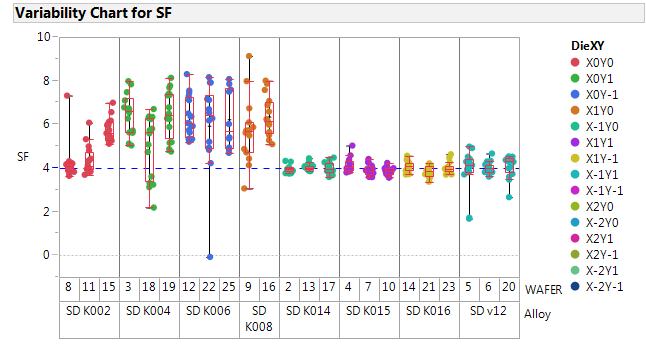 Variability Chart for SF
10
8
6
4
2
0
SF
8 11 15 3 18 19 12 22 25 9 16 2 13 17 4 7 10 14 21 23 5 6 20 WAFER
SD K002 SD K004 SD K006 SD K008 SD K014 SD K015 SD K016 SD v12 Alloy
DieXY
X0Y0
X0Y1
X0Y-1
X1Y0
X-1Y0
X1Y1
X1Y-1
X-1Y1
X-1Y-1
X2Y0
X-2Y0
X2Y1
X2Y-1
X-2Y1
X-2Y-1